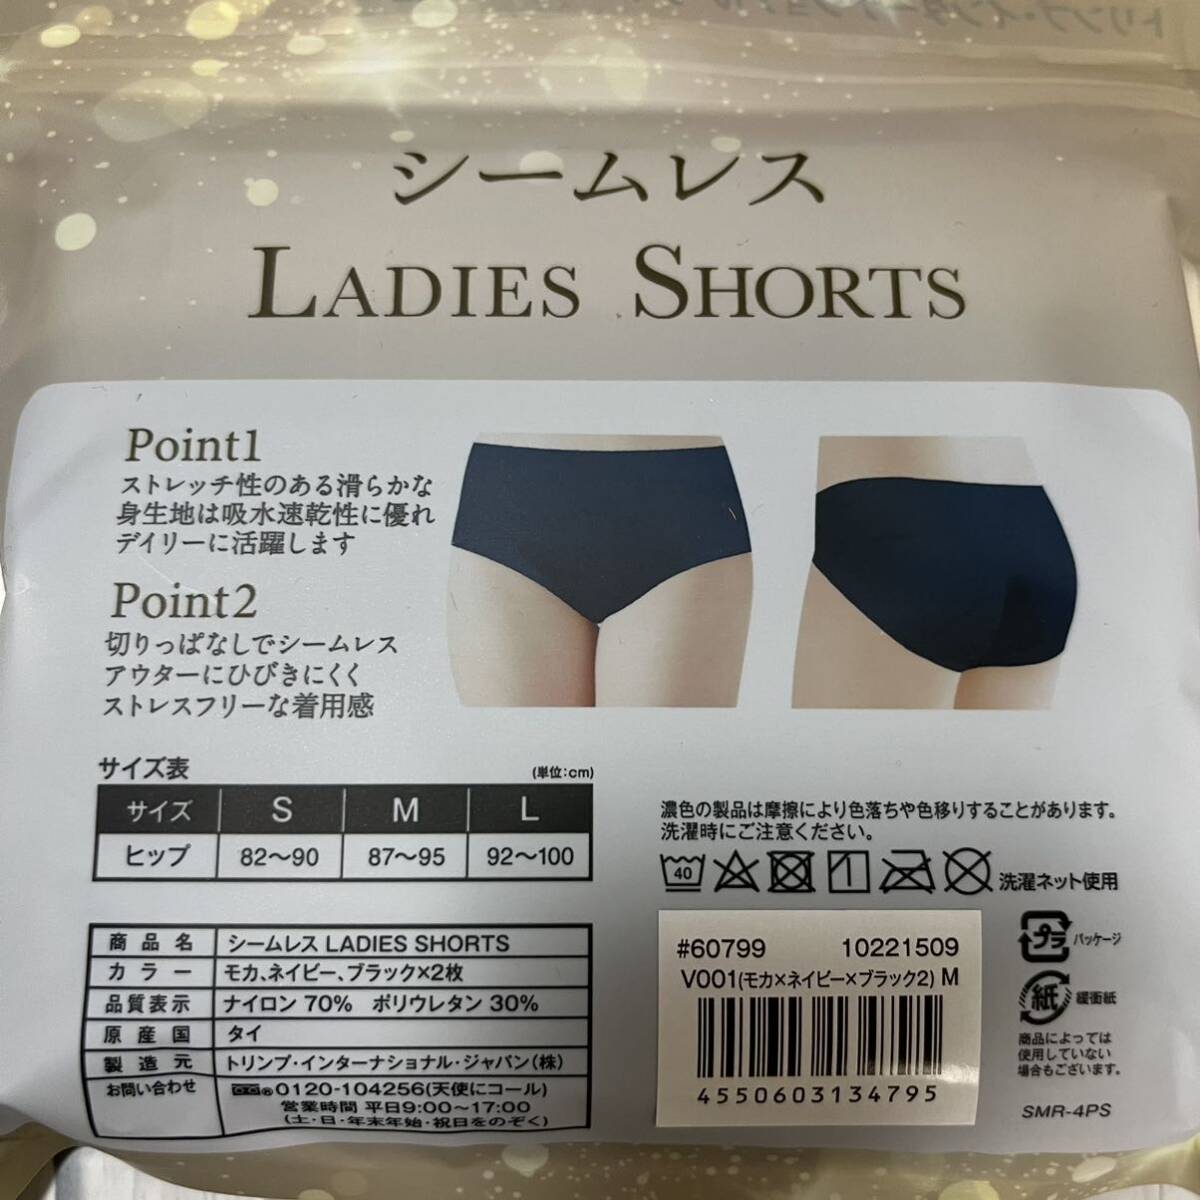 シームレス
LADIES SHORTS
Point1
ストレッチ性のある滑らかな
身生地は吸水速乾性に優れ
デイリーに活躍します
Point2
切りっぱなしでシームレス
アウターにひびきにくく
ストレスフリーな着用感
サイズ表
(単位:cm)
サイズ S M L
ヒップ 82〜90 87〜95 92〜100
商品名 シームレス LADIES SHORTS
カラー モカ、ネイビー、ブラック×2枚
品質表示 ナイロン 70% ポリウレタン 30%
原産国 タイ
製造元 トリンプ・インターナショナル・ジャパン(株)
お問い合わせ 0120-104256(天使にコール)
営業時間 平日9:00〜17:00
(土・日・年末年始・祝日をのぞく)
濃色の製品は摩擦により色落ちや色移りすることがあります。
洗濯時にご注意ください。
40 洗濯ネット使用
#60799 10221509
V001(モカ×ネイビー×ブラック2) M
4550603134795
プラ パッケージ
紙 緩衝紙
商品によっては
使用していない
場合もございます。
SMR-4PS